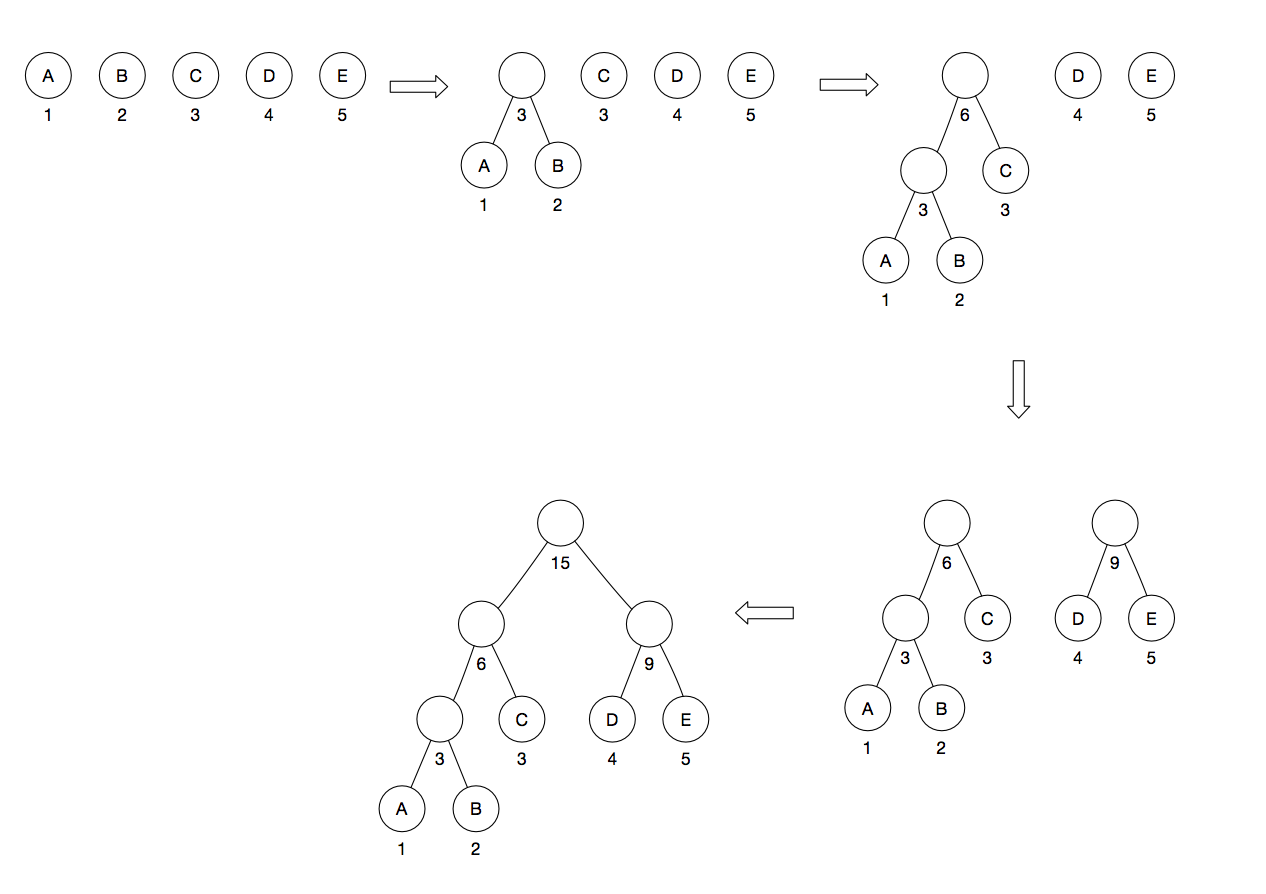 A B C D E C D E D E
1 2 3 4 5 3 3 4 5 6 4 5
A B C
1 2 3 3
A B
1 2
15 6 9
C D E
6 9 3 3 4 5
C D E A B
3 3 4 5 1 2
A B
1 2